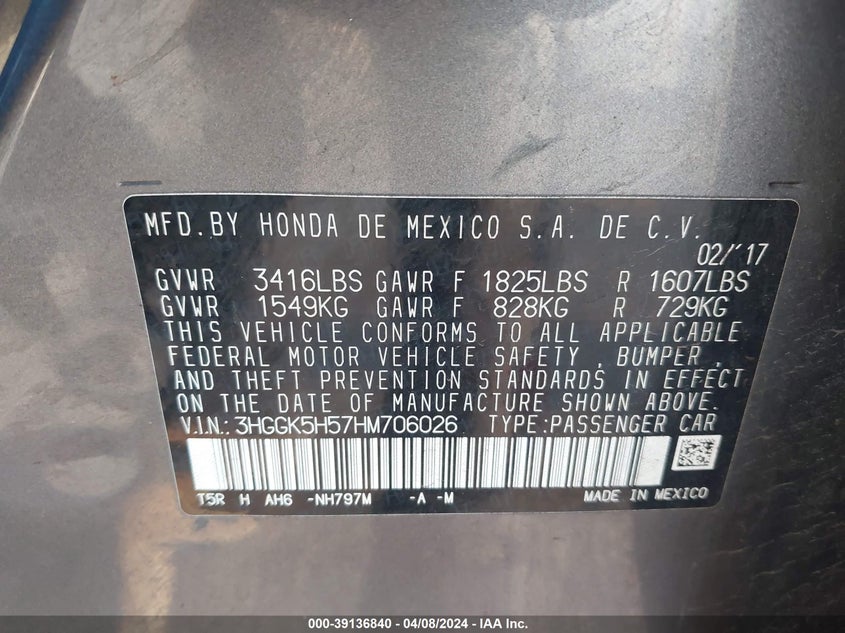 MFD.BY HONDA DE MEXICO S.A. DE C.V.
02/'17
GVWR 3416LBS GAWR F 1825LBS R 1607LBS
GVWR 1549KG GAWR F 828KG R 729KG
THIS VEHICLE CONFORMS TO ALL APPLICABLE
FEDERAL MOTOR VEHICLE SAFETY, BUMPER,
AND THEFT PREVENTION STANDARDS IN EFFECT
ON THE DATE OF MANUFACTURE SHOWN ABOVE.
V.I.N.:3HGGK5H57HM706026 TYPE:PASSENGER CAR
T5R H AH6 -NH797M -A -M MADE IN MEXICO
000-39136840 - 04/08/2024 - IAA Inc.